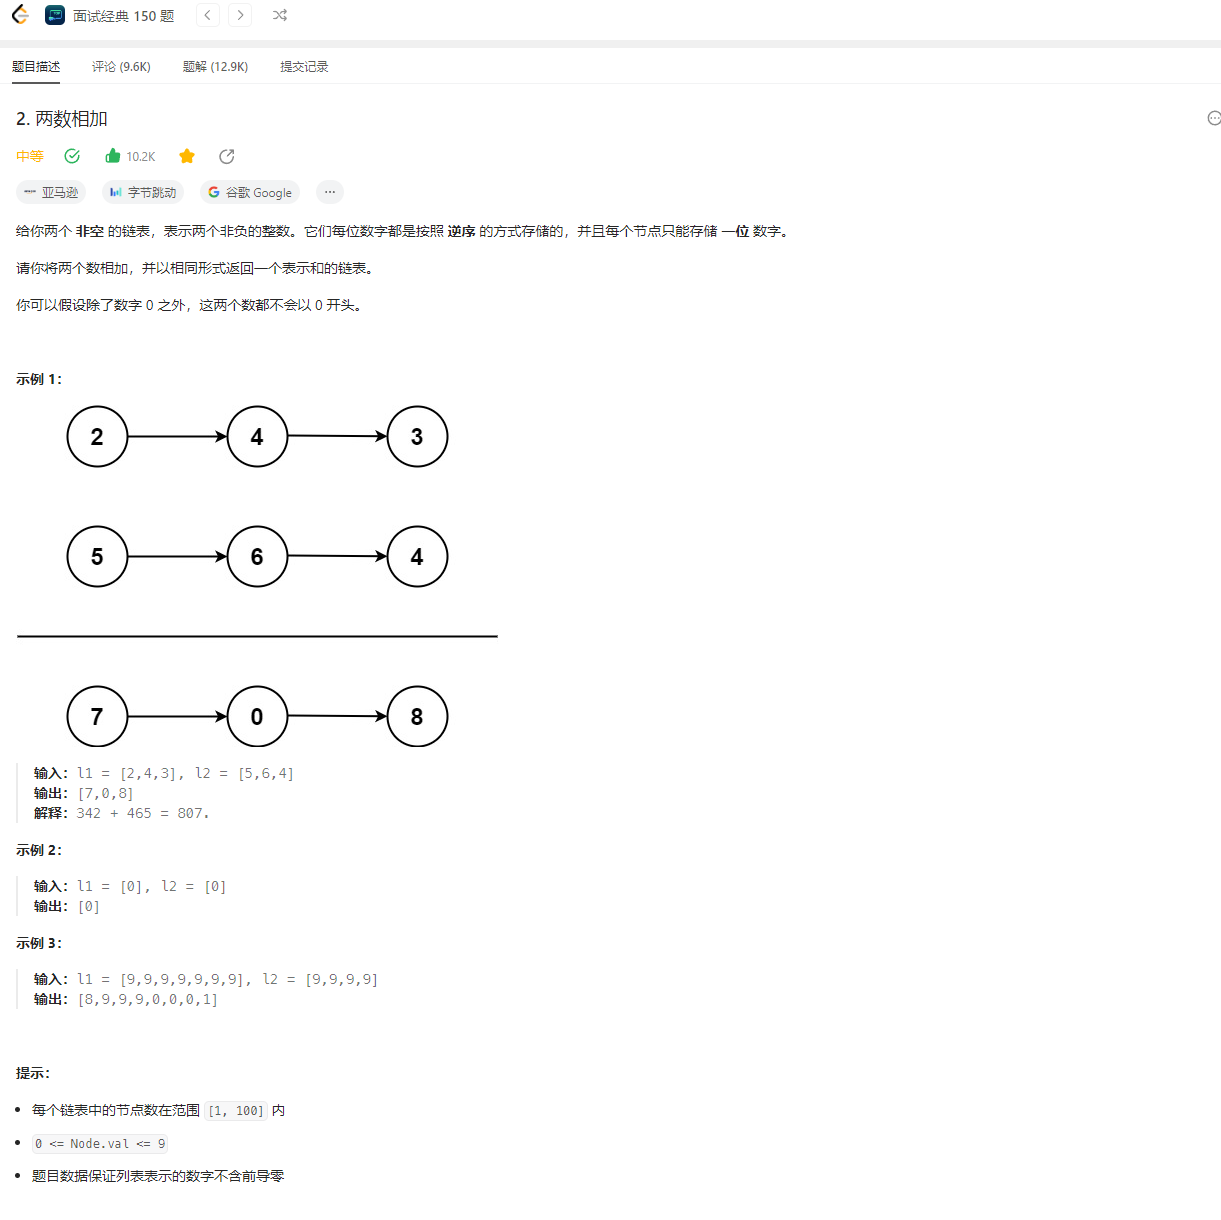 面试经典 150 题
题目描述 评论 (9.6K) 题解 (12.9K) 提交记录
2. 两数相加
中等 10.2K
亚马逊 字节跳动 谷歌 Google ...
给你两个 非空 的链表，表示两个非负的整数。它们每位数字都是按照 逆序 的方式存储的，并且每个节点只能存储 一位 数字。
请你将两个数相加，并以相同形式返回一个表示和的链表。
你可以假设除了数字 0 之外，这两个数都不会以 0 开头。
示例 1：
2 4 3
5 6 4
7 0 8
输入：l1 = [2,4,3], l2 = [5,6,4]
输出：[7,0,8]
解释：342 + 465 = 807.
示例 2：
输入：l1 = [0], l2 = [0]
输出：[0]
示例 3：
输入：l1 = [9,9,9,9,9,9,9], l2 = [9,9,9,9]
输出：[8,9,9,9,0,0,0,1]
提示：
每个链表中的节点数在范围 [1, 100] 内
0 <= Node.val <= 9
题目数据保证列表表示的数字不含前导零